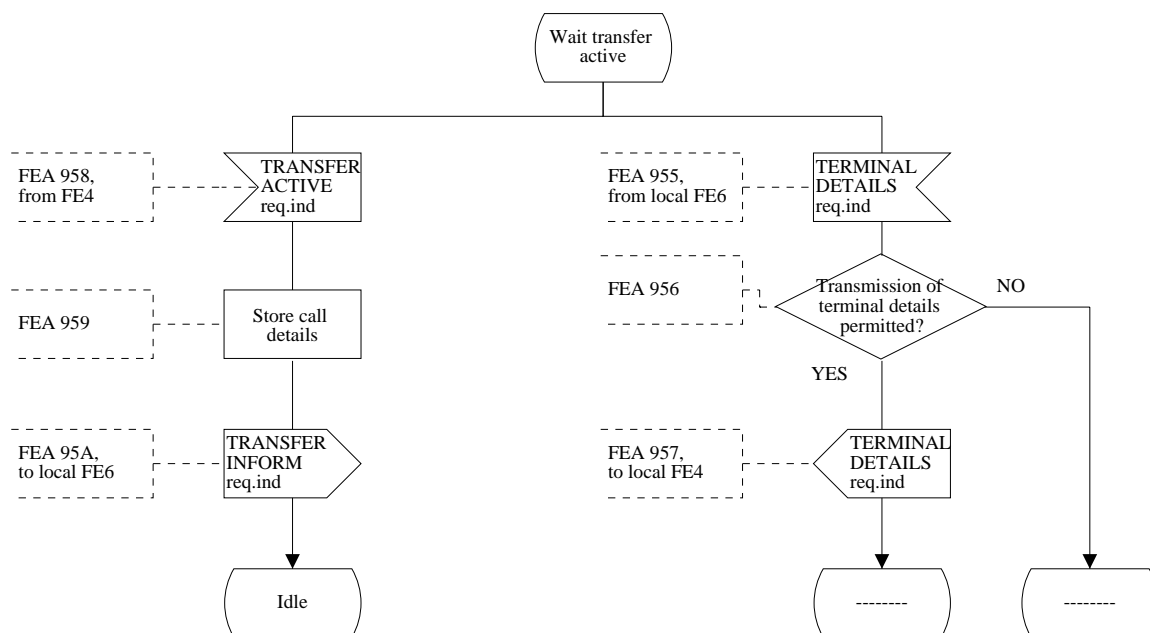 Wait transfer
active
FEA 958,
from FE4
TRANSFER
ACTIVE
req.ind
FEA 955,
from local FE6
TERMINAL
DETAILS
req.ind
FEA 959
Store call
details
FEA 956
Transmission of
terminal details
permitted?
NO
YES
FEA 95A,
to local FE6
TRANSFER
INFORM
req.ind
FEA 957,
to local FE4
TERMINAL
DETAILS
req.ind
Idle
--------
--------